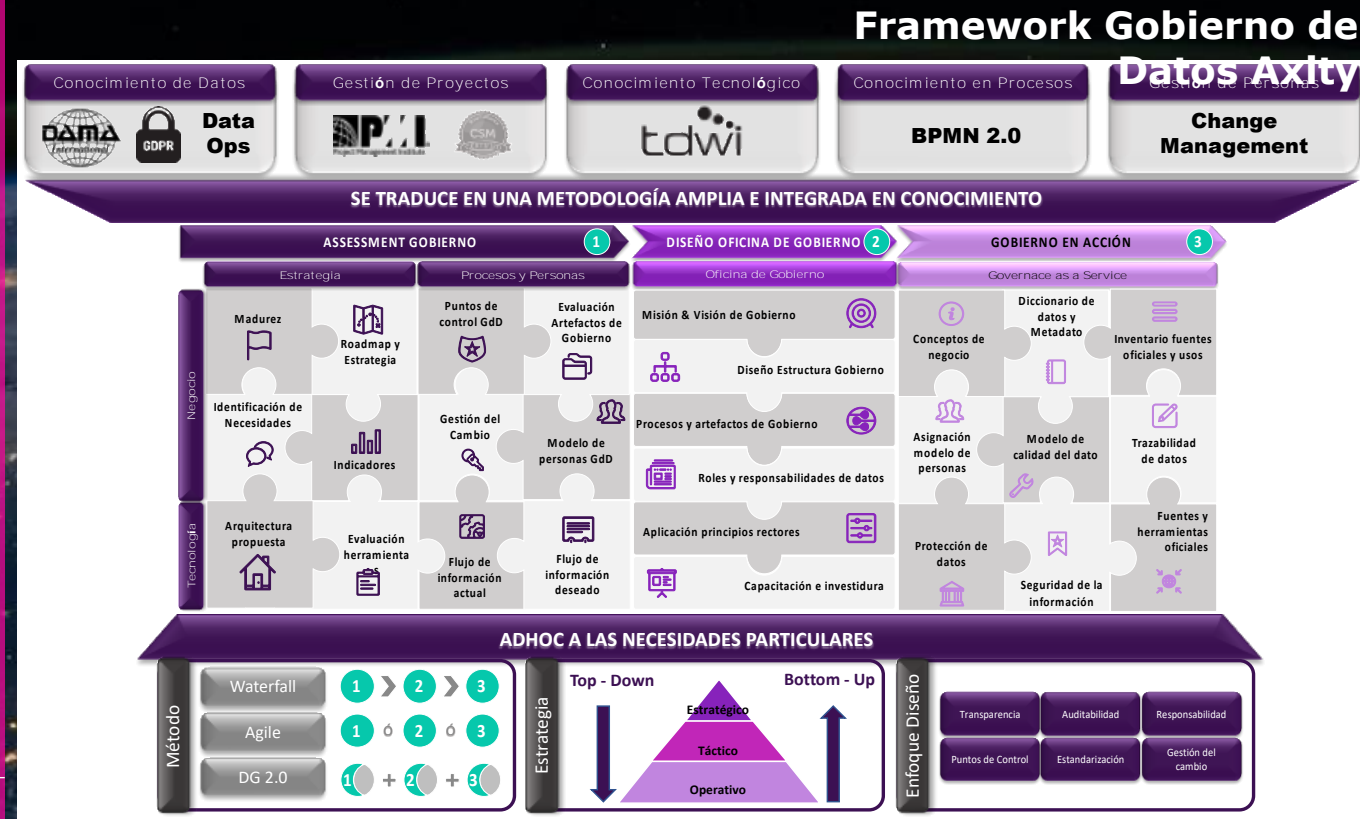 Framework Gobierno de
Datos Axity
Conocimiento de Datos
Gestión de Proyectos
Conocimiento Tecnológico
Conocimiento en Procesos
Gestión de Personas
DAMA
International
GDPR
Data
Ops
PMI
Project Management Institute
CSM
tdwi
BPMN 2.0
Change
Management
SE TRADUCE EN UNA METODOLOGÍA AMPLIA E INTEGRADA EN CONOCIMIENTO
ASSESSMENT GOBIERNO
1
DISEÑO OFICINA DE GOBIERNO
2
GOBIERNO EN ACCIÓN
3
Estrategia
Procesos y Personas
Oficina de Gobierno
Governace as a Service
Negocio
Madurez
Roadmap y
Estrategia
Puntos de
control GdD
Evaluación
Artefactos de
Gobierno
Identificación de
Necesidades
Indicadores
Gestión del
Cambio
Modelo de
personas GdD
Tecnología
Arquitectura
propuesta
Evaluación
herramienta
Flujo de
información
actual
Flujo de
información
deseado
Misión & Visión de Gobierno
Diseño Estructura Gobierno
Procesos y artefactos de Gobierno
Roles y responsabilidades de datos
Aplicación principios rectores
Capacitación e investidura
Conceptos de
negocio
Diccionario de
datos y
Metadato
Inventario fuentes
oficiales y usos
Asignación
modelo de
personas
Modelo de
calidad del dato
Trazabilidad
de datos
Protección de
datos
Seguridad de la
información
Fuentes y
herramientas
oficiales
ADHOC A LAS NECESIDADES PARTICULARES
Método
Waterfall
1 2 3
Agile
1 ó 2 ó 3
DG 2.0
1 + 2 + 3
Estrategia
Top - Down
Bottom - Up
Estratégico
Táctico
Operativo
Enfoque Diseño
Transparencia
Auditabilidad
Responsabilidad
Puntos de Control
Estandarización
Gestión del
cambio